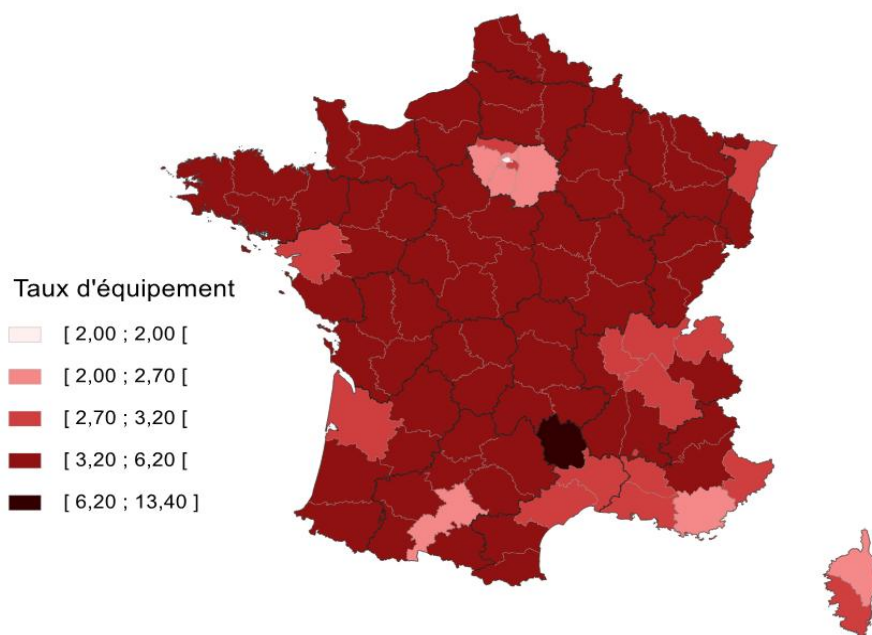 Taux d'équipement
[ 2,00 ; 2,00 [
[ 2,00 ; 2,70 [
[ 2,70 ; 3,20 [
[ 3,20 ; 6,20 [
[ 6,20 ; 13,40 ]